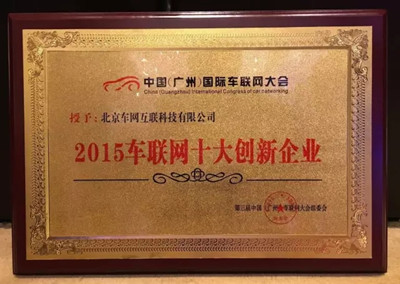 中国（广州）国际车联网大会
China (Guangzhou) International Congress of car networking
授予：北京车网互联科技有限公司
2015车联网十大创新企业
第三届中国（广州）车联网大会组委会